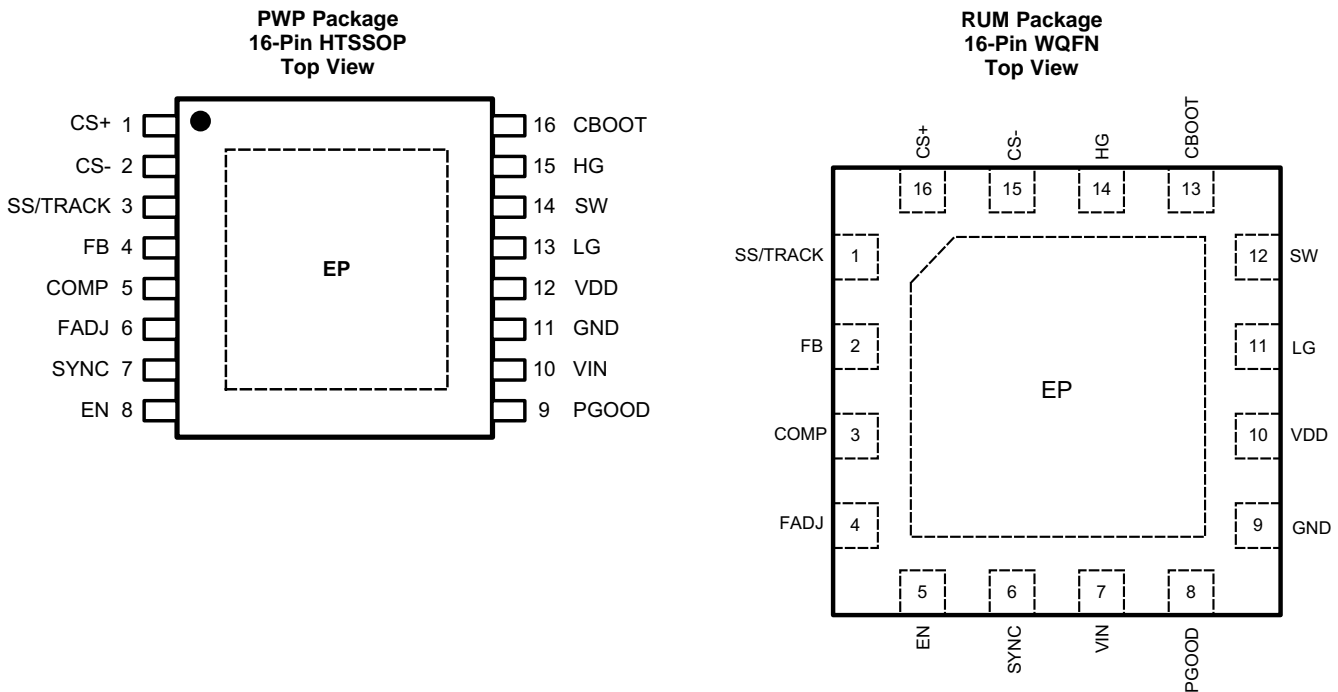 PWP Package
16-Pin HTSSOP
Top View
CS+ 1
CS- 2
SS/TRACK 3
FB 4
COMP 5
FADJ 6
SYNC 7
EN 8
16 CBOOT
15 HG
14 SW
13 LG
12 VDD
11 GND
10 VIN
9 PGOOD
EP
RUM Package
16-Pin WQFN
Top View
CS+ CS- HG CBOOT
16 15 14 13
SS/TRACK 1
FB 2
COMP 3
FADJ 4
12 SW
11 LG
10 VDD
9 GND
EP
5 6 7 8
EN SYNC VIN PGOOD